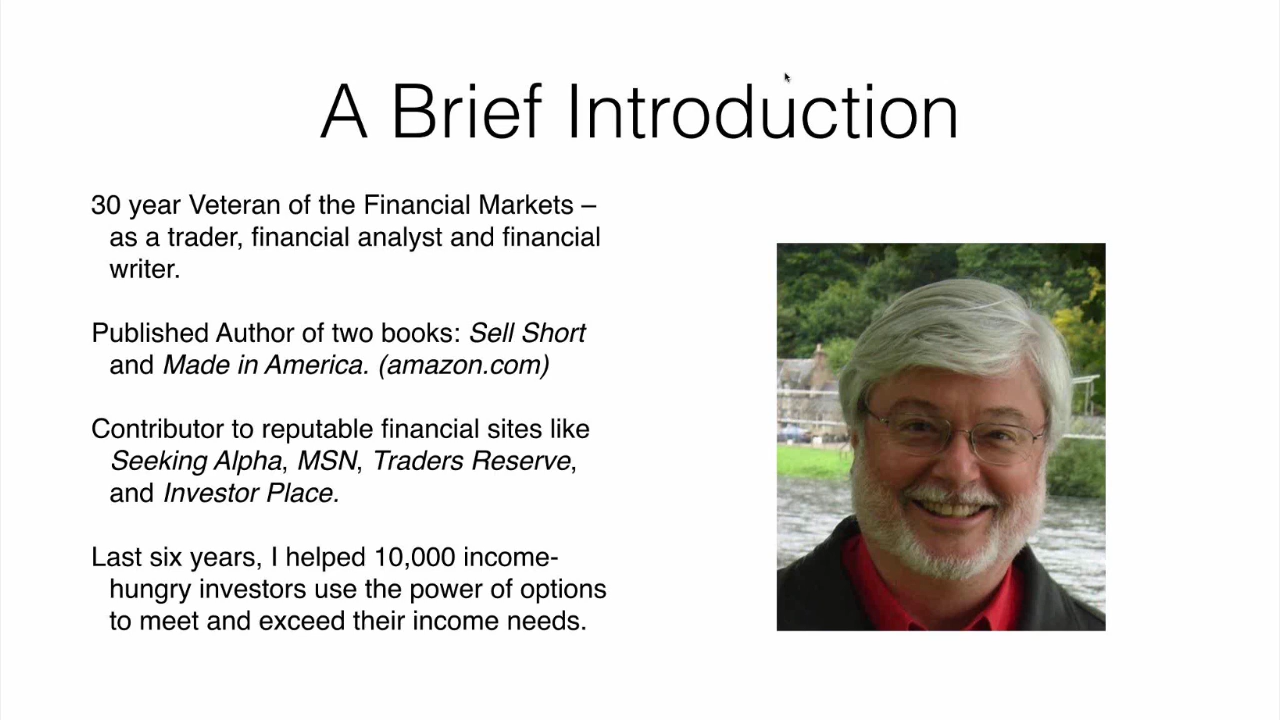 A Brief Introduction
30 year Veteran of the Financial Markets –
as a trader, financial analyst and financial
writer.
Published Author of two books: Sell Short
and Made in America. (amazon.com)
Contributor to reputable financial sites like
Seeking Alpha, MSN, Traders Reserve,
and Investor Place.
Last six years, I helped 10,000 income-
hungry investors use the power of options
to meet and exceed their income needs.